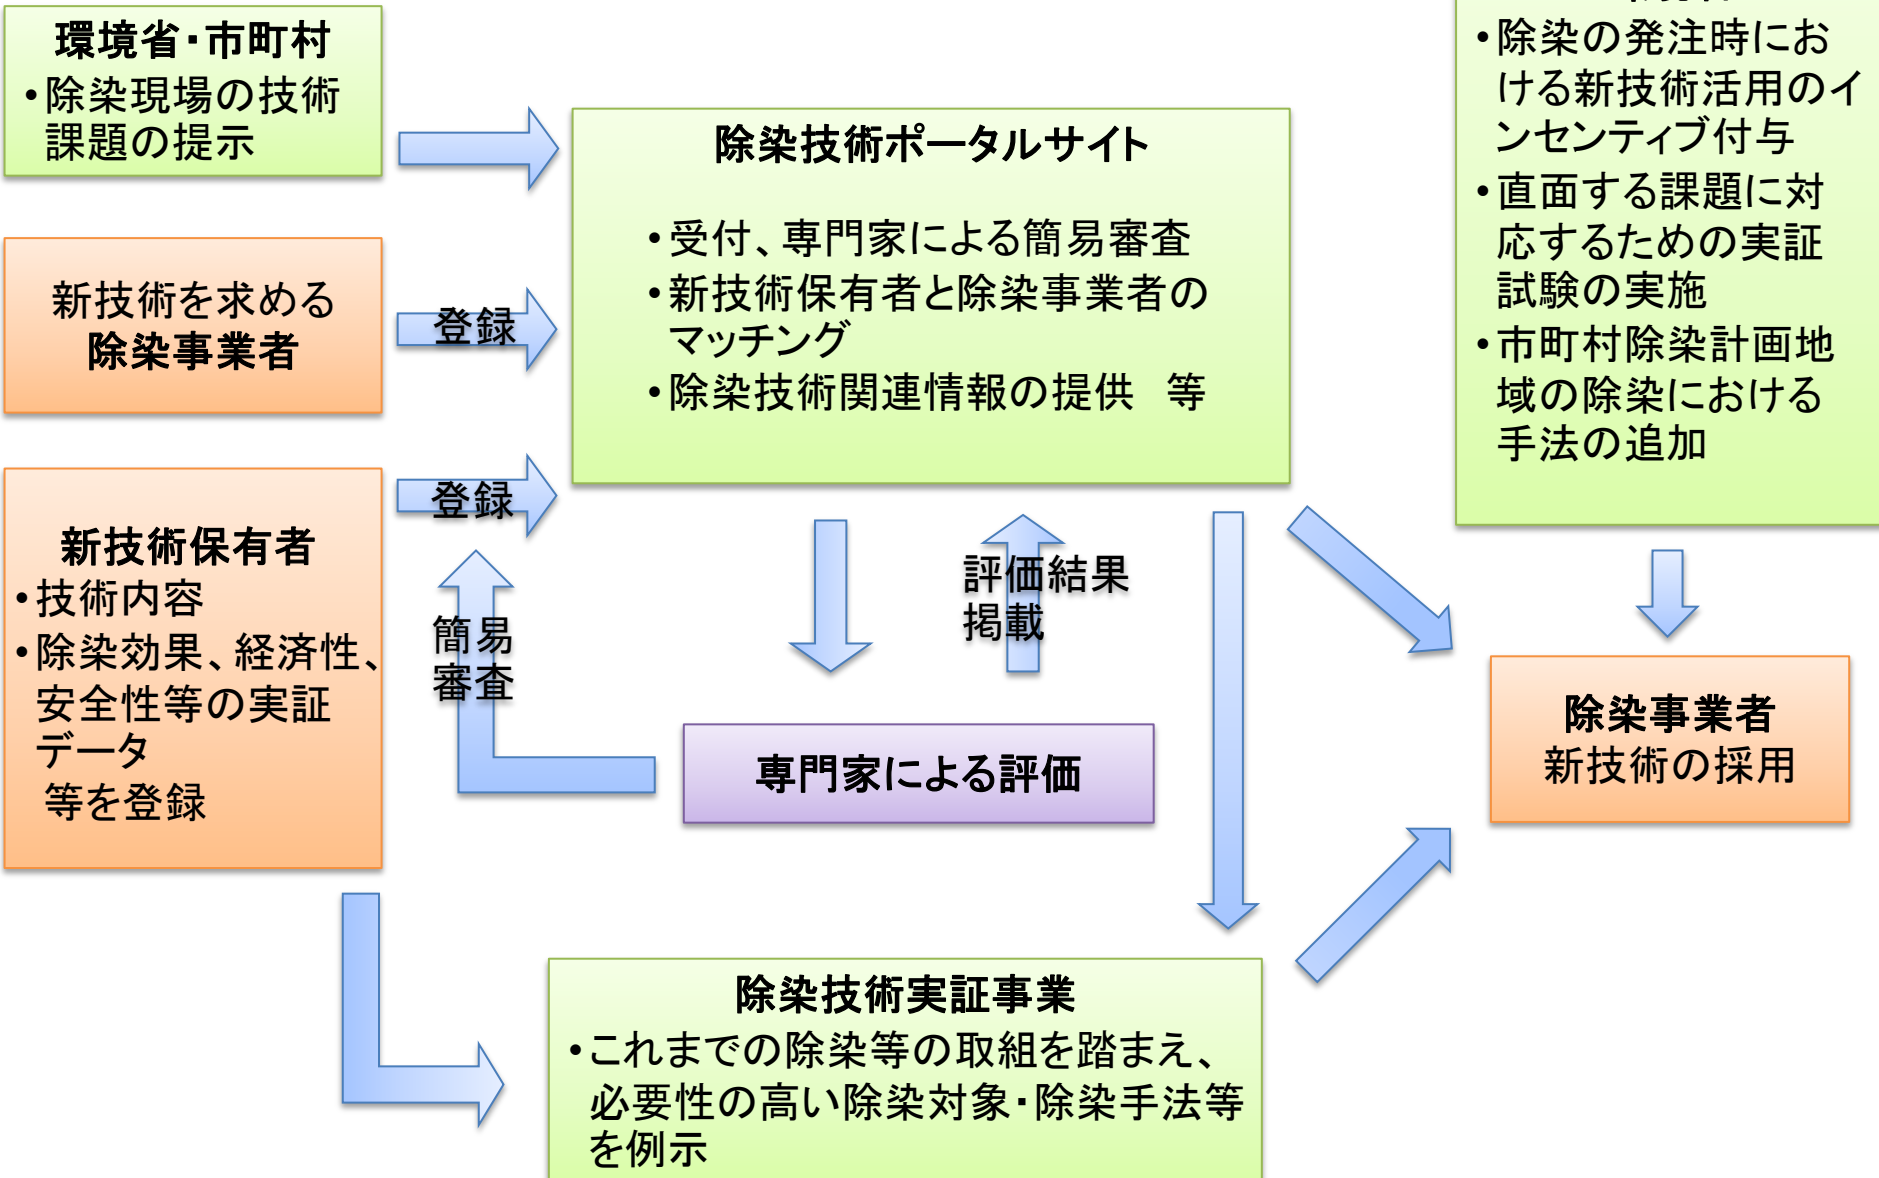 環境省・市町村
・除染現場の技術
課題の提示
新技術を求める
除染事業者
登録
新技術保有者
・技術内容
・除染効果、経済性、
安全性等の実証
データ
等を登録
登録
簡易
審査
除染技術ポータルサイト
・受付、専門家による簡易審査
・新技術保有者と除染事業者の
マッチング
・除染技術関連情報の提供　等
評価結果
掲載
専門家による評価
除染技術実証事業
・これまでの除染等の取組を踏まえ、
必要性の高い除染対象・除染手法等
を例示
・除染の発注時にお
ける新技術活用のイ
ンセンティブ付与
・直面する課題に対
応するための実証
試験の実施
・市町村除染計画地
域の除染における
手法の追加
除染事業者
新技術の採用